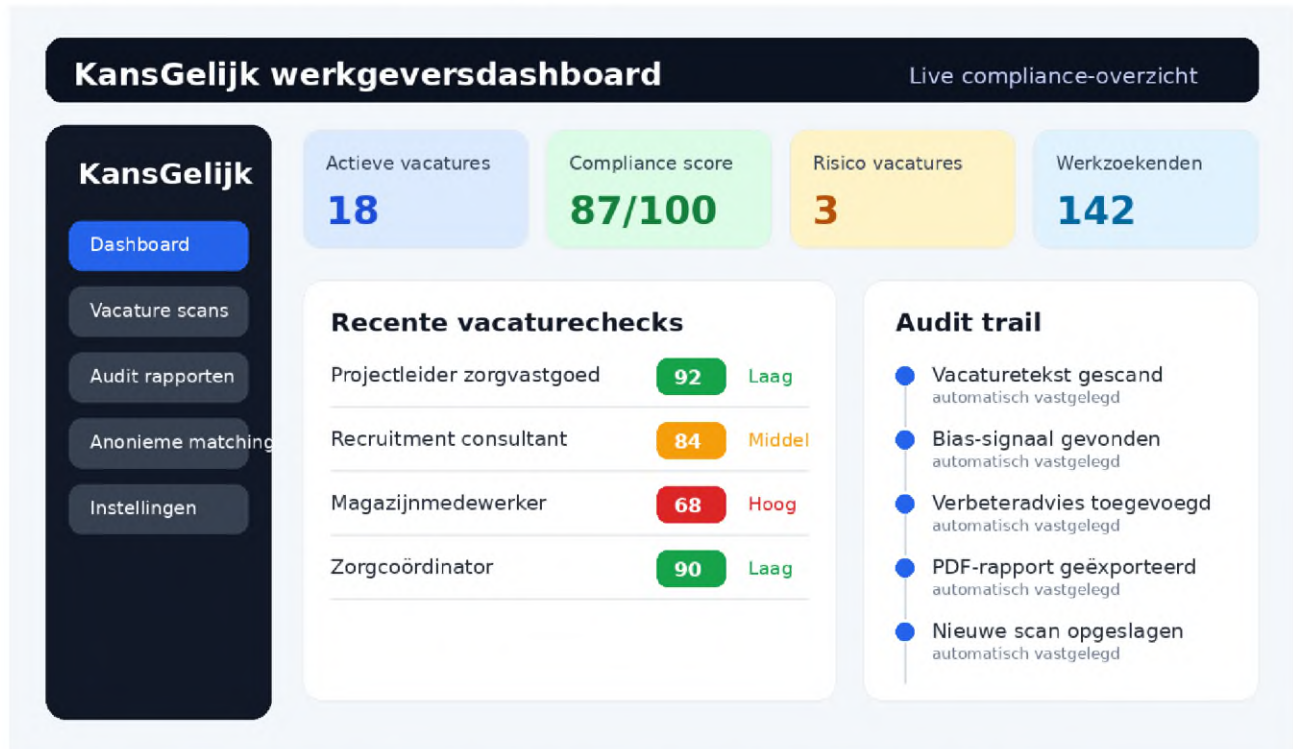 KansGelijk werkgeversdashboard
Live compliance-overzicht
KansGelijk
Dashboard
Vacature scans
Audit rapporten
Anonieme matching
Instellingen
Actieve vacatures
18
Compliance score
87/100
Risico vacatures
3
Werkzoekenden
142
Recente vacaturechecks
Projectleider zorgvastgoed 92 Laag
Recruitment consultant 84 Middel
Magazijnmedewerker 68 Hoog
Zorgcoördinator 90 Laag
Audit trail
Vacaturetekst gescand
automatisch vastgelegd
Bias-signaal gevonden
automatisch vastgelegd
Verbeteradvies toegevoegd
automatisch vastgelegd
PDF-rapport geëxporteerd
automatisch vastgelegd
Nieuwe scan opgeslagen
automatisch vastgelegd